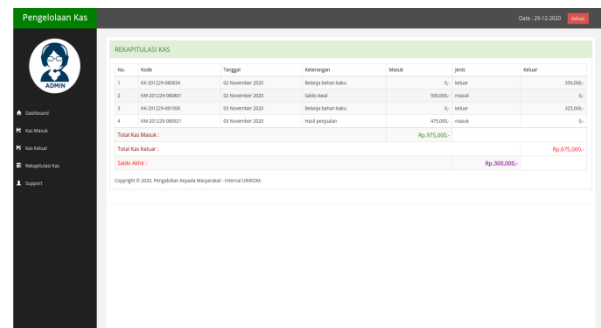 Pengelolaan Kas
Date : 29-12-2020 Keluar
ADMIN
Dashboard
Kas Masuk
Kas Keluar
Rekapitulasi Kas
Support
REKAPITULASI KAS
No. Kode Tanggal Keterangan Masuk Jenis Keluar
1 KK-201229-080934 02 November 2020 Belanja bahan baku 0,- keluar 350,000,-
2 KM-201229-080801 02 November 2020 Saldo Awal 500,000,- masuk 0,-
3 KK-201229-081006 03 November 2020 Belanja bahan baku 0,- keluar 325,000,-
4 KM-201229-080921 03 November 2020 Hasil penjualan 475,000,- masuk 0,-
Total Kas Masuk : Rp.975,000,-
Total Kas Keluar : Rp.675,000,-
Saldo Akhir : Rp.300,000,-
Copyright © 2020. Pengabdian Kepada Masyarakat - Internal UNIKOM.